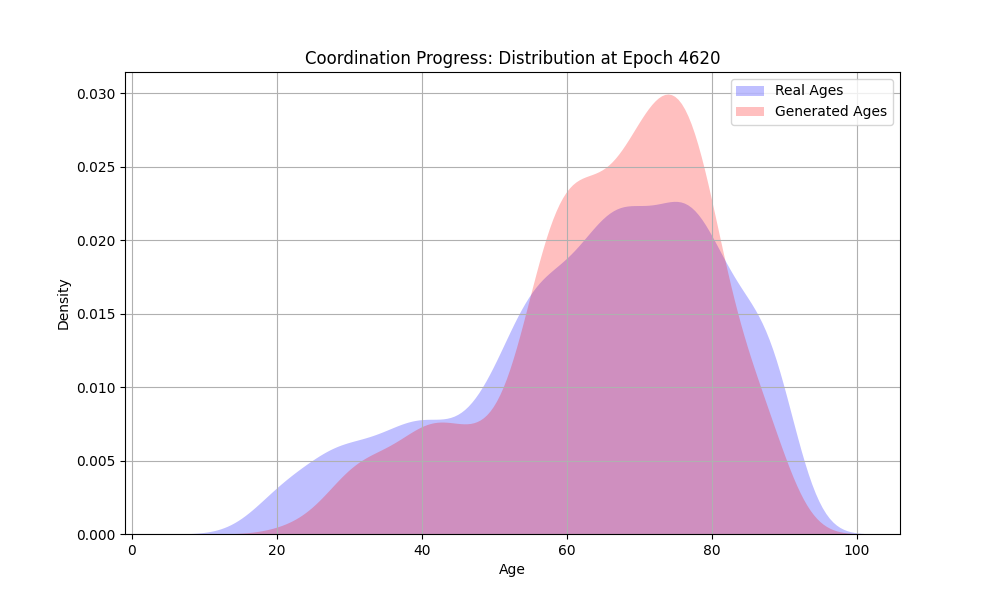 Coordination Progress: Distribution at Epoch 4620
Real Ages
Generated Ages
0.030
0.025
0.020
0.015
0.010
0.005
0.000
Density
0 20 40 60 80 100
Age